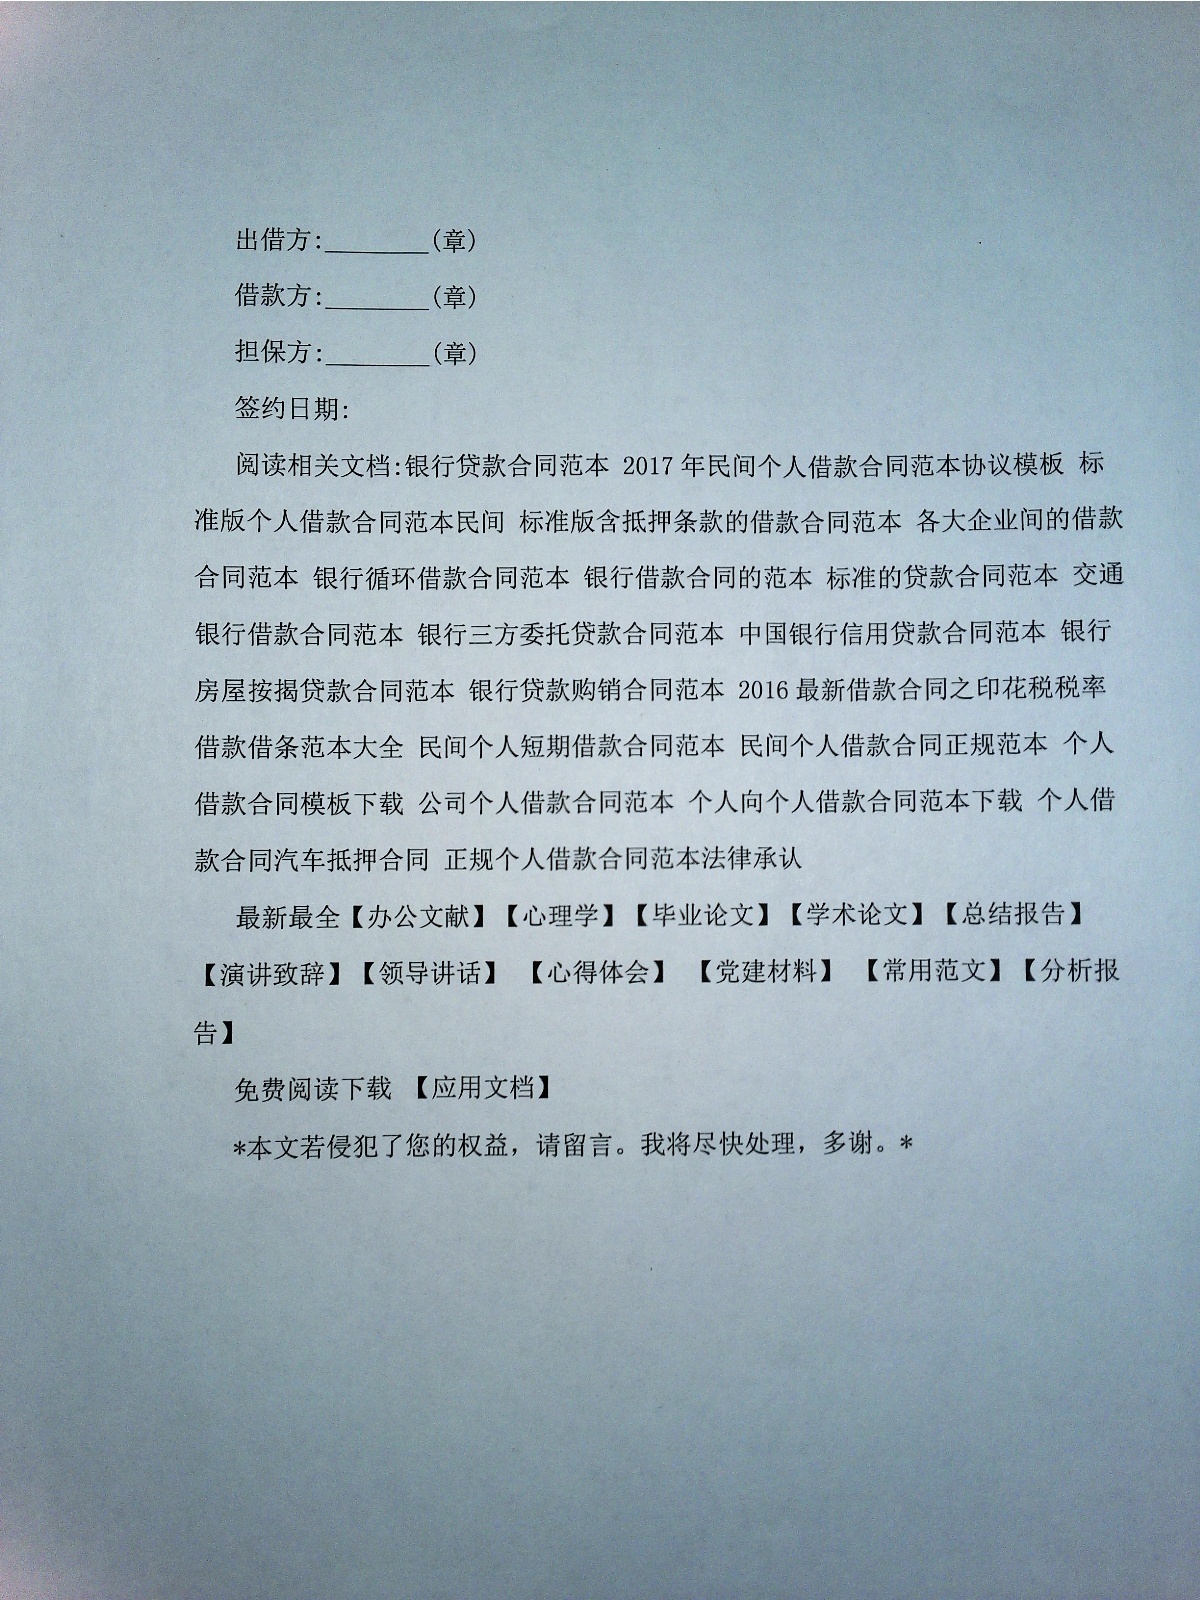 出借方:________(章)
借款方:________(章)
担保方:________(章)
签约日期:
阅读相关文档:银行贷款合同范本 2017 年民间个人借款合同范本协议模板 标
准版个人借款合同范本民间 标准版含抵押条款的借款合同范本 各大企业间的借款
合同范本 银行循环借款合同范本 银行借款合同的范本 标准的贷款合同范本 交通
银行借款合同范本 银行三方委托贷款合同范本 中国银行信用贷款合同范本 银行
房屋按揭贷款合同范本 银行贷款购销合同范本 2016 最新借款合同之印花税税率
借款借条范本大全 民间个人短期借款合同范本 民间个人借款合同正规范本 个人
借款合同模板下载 公司个人借款合同范本 个人向个人借款合同范本下载 个人借
款合同汽车抵押合同 正规个人借款合同范本法律承认
最新最全【办公文献】【心理学】【毕业论文】【学术论文】【总结报告】
【演讲致辞】【领导讲话】 【心得体会】 【党建材料】 【常用范文】【分析报
告】
免费阅读下载 【应用文档】
*本文若侵犯了您的权益，请留言。我将尽快处理，多谢。*